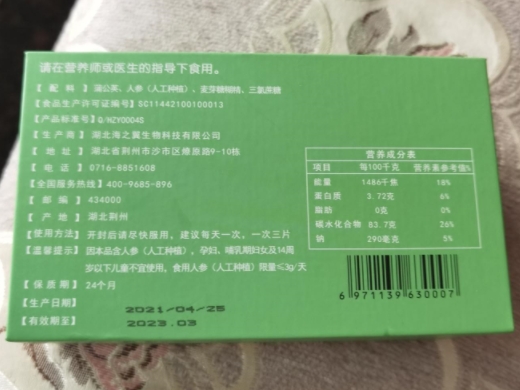 请在营养师或医生的指导下食用。
【配 料】蒲公英、人参（人工种植）、麦芽糊精、三氯蔗糖
【食品生产许可证编号】SC11442100100013
【产品标准号】Q/HZY0004S
【生产商】湖北海之翼生物科技有限公司
【地 址】湖北省荆州市沙市区燎原路9-10栋
【电 话】0716-8851608
【全国服务热线】400-9685-896
【邮 编】434000
【产 地】湖北荆州
【使用方法】开封后请尽快服用，建议每天一次，一次三片
【温馨提示】因本品含人参（人工种植），孕妇，哺乳期妇女及14周
岁以下儿童不宜使用，食用人参（人工种植）限量≤3g/天
【保质期】24个月
【生产日期】2021/04/25
【有效期至】2023.03
营养成分表
项目 每100千克 营养素参考值%
能量 1486千焦 18%
蛋白质 3.72克 6%
脂肪 0克 0%
碳水化合物 83.7克 26%
钠 290毫克 5%
6 971139 630007